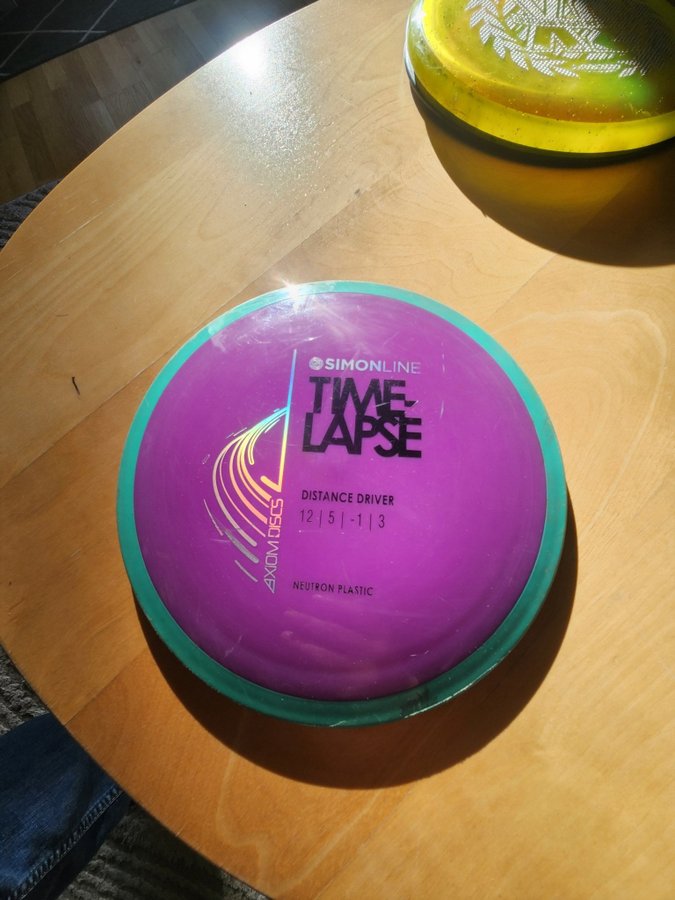 SIMONLINE
TIME-
LAPSE
DISTANCE DRIVER
12 | 5 | -1 | 3
AXIOM DISCS
NEUTRON PLASTIC